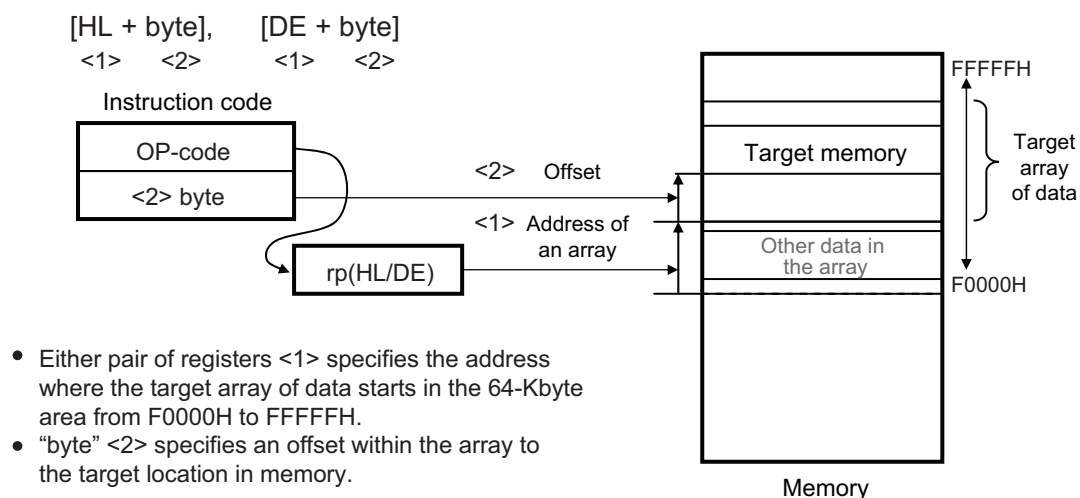 [HL + byte], [DE + byte]
<1> <2> <1> <2>
Instruction code
OP-code
<2> byte
<2> Offset
<1> Address of
an array
rp(HL/DE)
FFFFFH
Target memory
Target
array
of data
Other data in
the array
F0000H
Memory
• Either pair of registers <1> specifies the address
where the target array of data starts in the 64-Kbyte
area from F0000H to FFFFFH.
• “byte” <2> specifies an offset within the array to
the target location in memory.